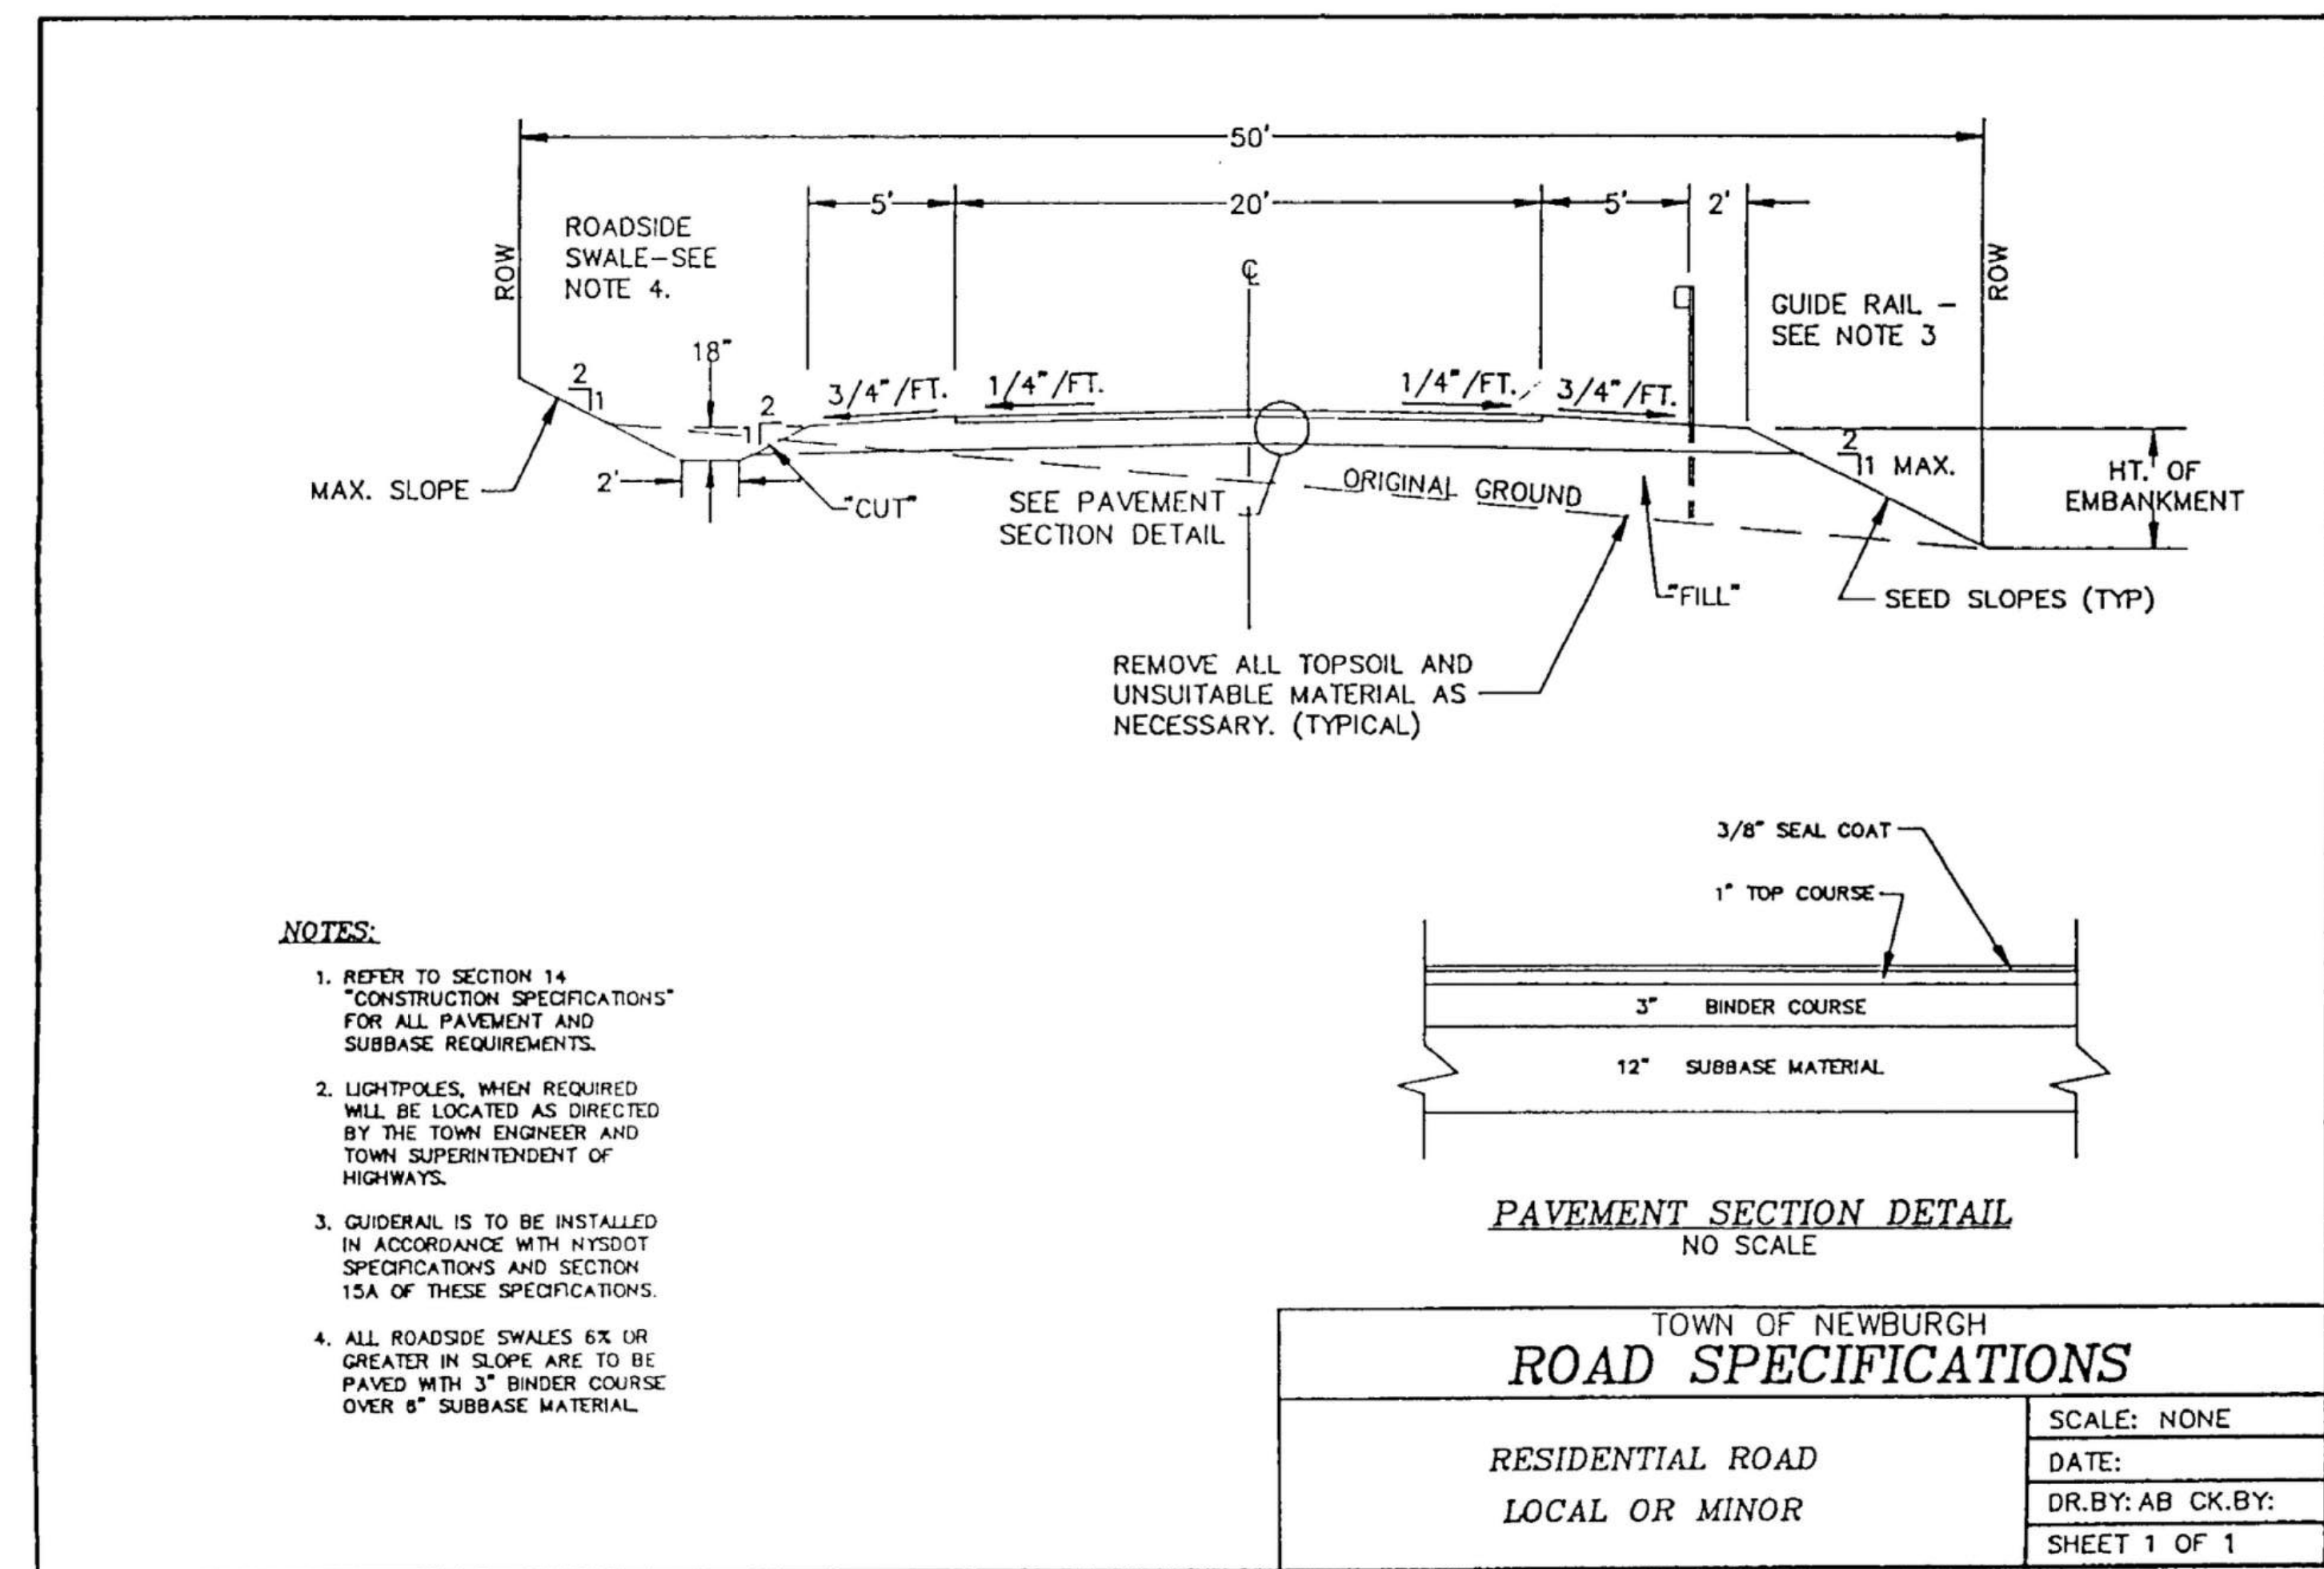 50'
5'
20'
5'
2'
ROADSIDE
SWALE-SEE
NOTE 4.
ROW
ROW
℄
GUIDE RAIL -
SEE NOTE 3
18"
2
1
2
1
3/4"/FT.
1/4"/FT.
1/4"/FT.
3/4"/FT.
2
1 MAX.
MAX. SLOPE
2'
"CUT"
SEE PAVEMENT
SECTION DETAIL
ORIGINAL GROUND
HT. OF
EMBANKMENT
"FILL"
SEED SLOPES (TYP)
REMOVE ALL TOPSOIL AND
UNSUITABLE MATERIAL AS
NECESSARY. (TYPICAL)
NOTES:
1. REFER TO SECTION 14
"CONSTRUCTION SPECIFICATIONS"
FOR ALL PAVEMENT AND
SUBBASE REQUIREMENTS.
2. LIGHTPOLES, WHEN REQUIRED
WILL BE LOCATED AS DIRECTED
BY THE TOWN ENGINEER AND
TOWN SUPERINTENDENT OF
HIGHWAYS.
3. GUIDERAIL IS TO BE INSTALLED
IN ACCORDANCE WITH NYSDOT
SPECIFICATIONS AND SECTION
15A OF THESE SPECIFICATIONS.
4. ALL ROADSIDE SWALES 6% OR
GREATER IN SLOPE ARE TO BE
PAVED WITH 3" BINDER COURSE
OVER 6" SUBBASE MATERIAL
3/8" SEAL COAT
1" TOP COURSE
3" BINDER COURSE
12" SUBBASE MATERIAL
PAVEMENT SECTION DETAIL
NO SCALE
TOWN OF NEWBURGH
ROAD SPECIFICATIONS
RESIDENTIAL ROAD
LOCAL OR MINOR
SCALE: NONE
DATE:
DR.BY: AB CK.BY:
SHEET 1 OF 1